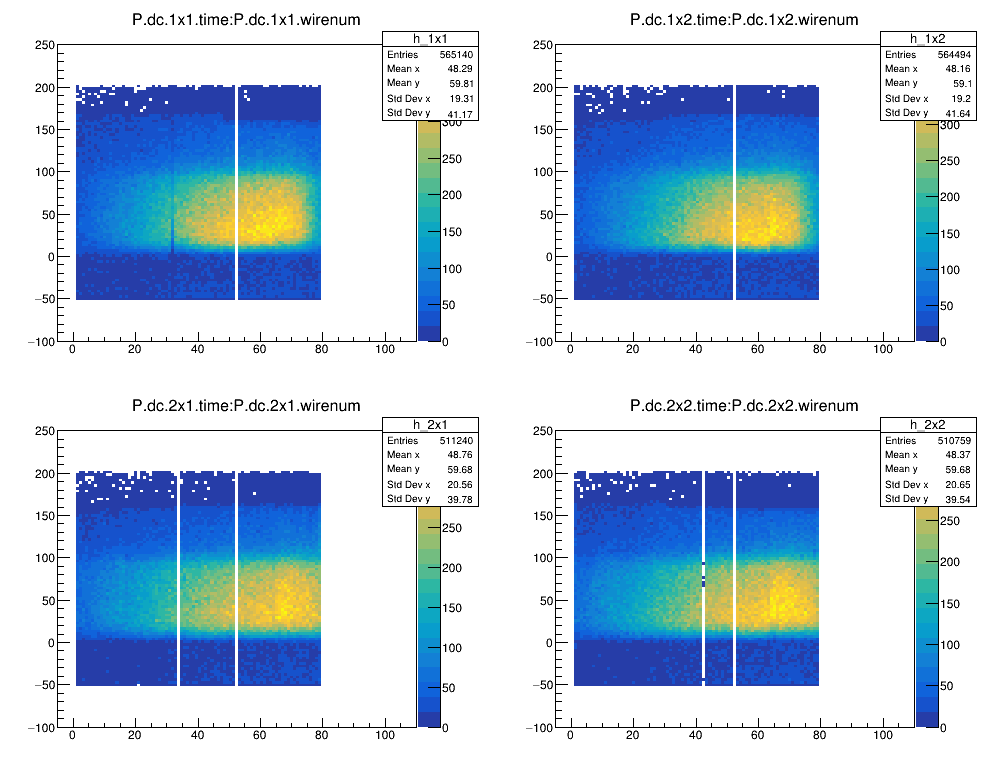 P.dc.1x1.time:P.dc.1x1.wirenum
h_1x1
Entries 565140
Mean x 48.29
Mean y 59.81
Std Dev x 19.31
Std Dev y 41.17
250
200
150
100
50
0
−50
−100
0 20 40 60 80 100
300
250
200
150
100
50
0
P.dc.1x2.time:P.dc.1x2.wirenum
h_1x2
Entries 564494
Mean x 48.16
Mean y 59.1
Std Dev x 19.2
Std Dev y 41.64
250
200
150
100
50
0
−50
−100
0 20 40 60 80 100
300
250
200
150
100
50
0
P.dc.2x1.time:P.dc.2x1.wirenum
h_2x1
Entries 511240
Mean x 48.76
Mean y 59.68
Std Dev x 20.56
Std Dev y 39.78
250
200
150
100
50
0
−50
−100
0 20 40 60 80 100
250
200
150
100
50
0
P.dc.2x2.time:P.dc.2x2.wirenum
h_2x2
Entries 510759
Mean x 48.37
Mean y 59.68
Std Dev x 20.65
Std Dev y 39.54
250
200
150
100
50
0
−50
−100
0 20 40 60 80 100
250
200
150
100
50
0